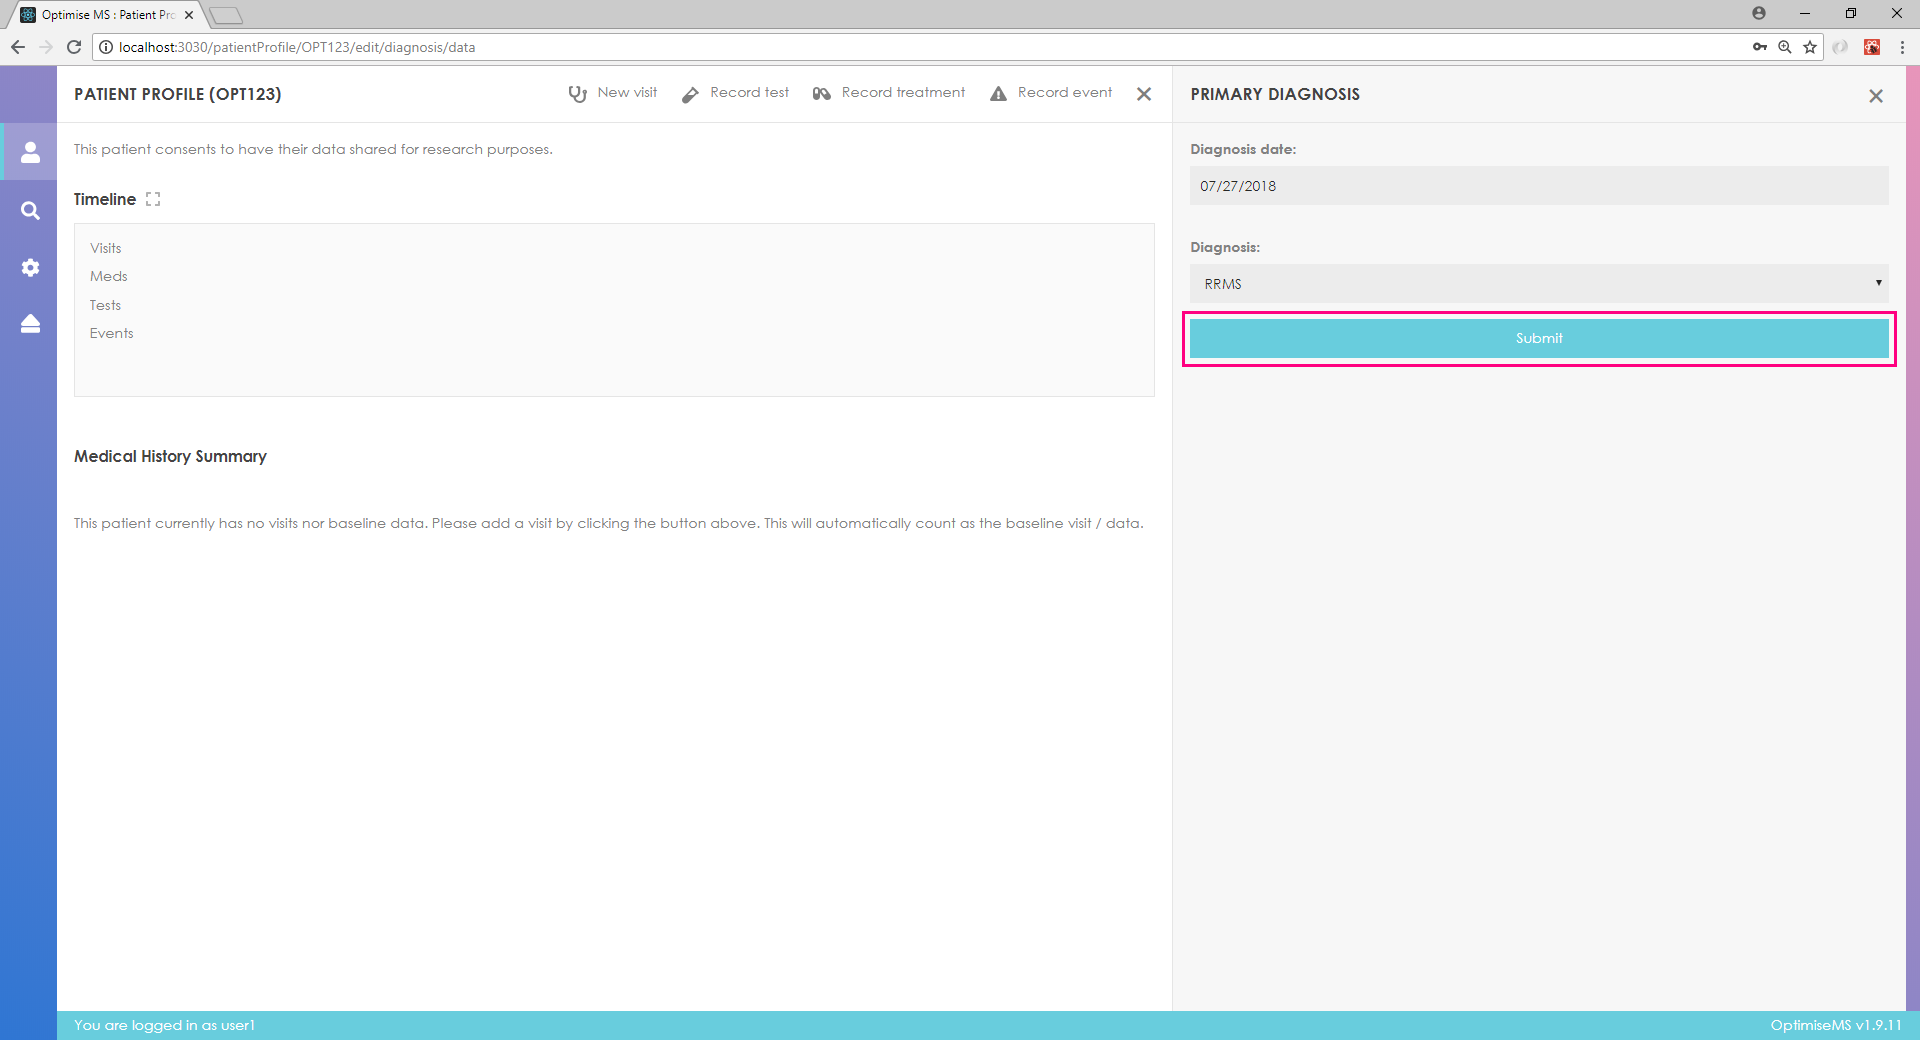 Optimise MS : Patient Pro
localhost:3030/patientProfile/OPT123/edit/diagnosis/data
PATIENT PROFILE (OPT123)
New visit
Record test
Record treatment
Record event
This patient consents to have their data shared for research purposes.
Timeline
Visits
Meds
Tests
Events
Medical History Summary
This patient currently has no visits nor baseline data. Please add a visit by clicking the button above. This will automatically count as the baseline visit / data.
PRIMARY DIAGNOSIS
Diagnosis date:
07/27/2018
Diagnosis:
RRMS
Submit
You are logged in as user1
OptimiseMS v1.9.11